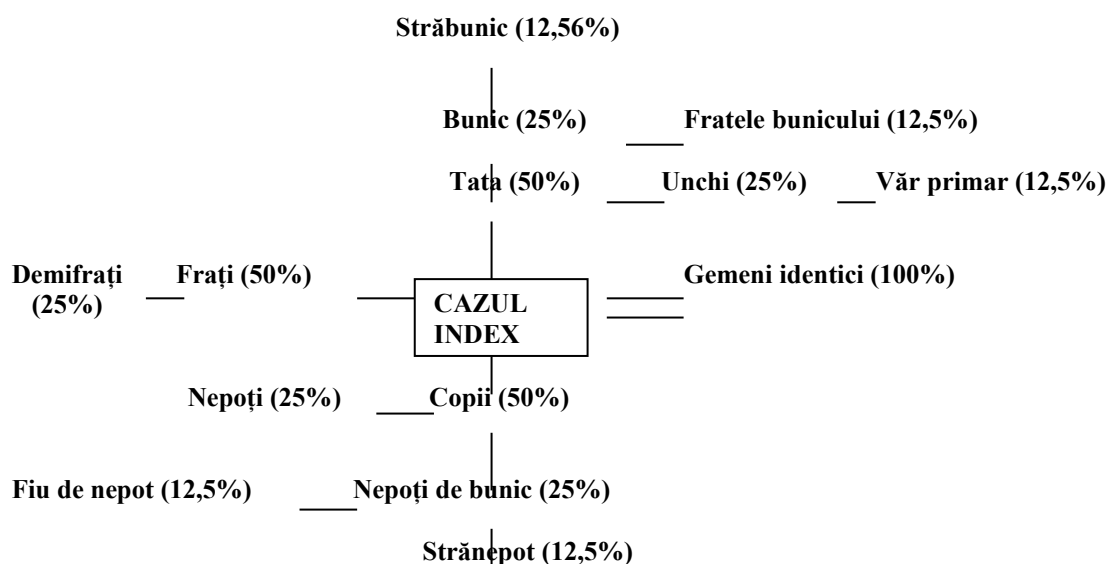 Străbunic (12,56%)
Bunic (25%) Fratele bunicului (12,5%)
Tata (50%) Unchi (25%) Văr primar (12,5%)
Demifrați Frați (50%) Gemeni identici (100%)
(25%) CAZUL
INDEX
Nepoți (25%) Copii (50%)
Fiu de nepot (12,5%) Nepoți de bunic (25%)
Strănepot (12,5%)